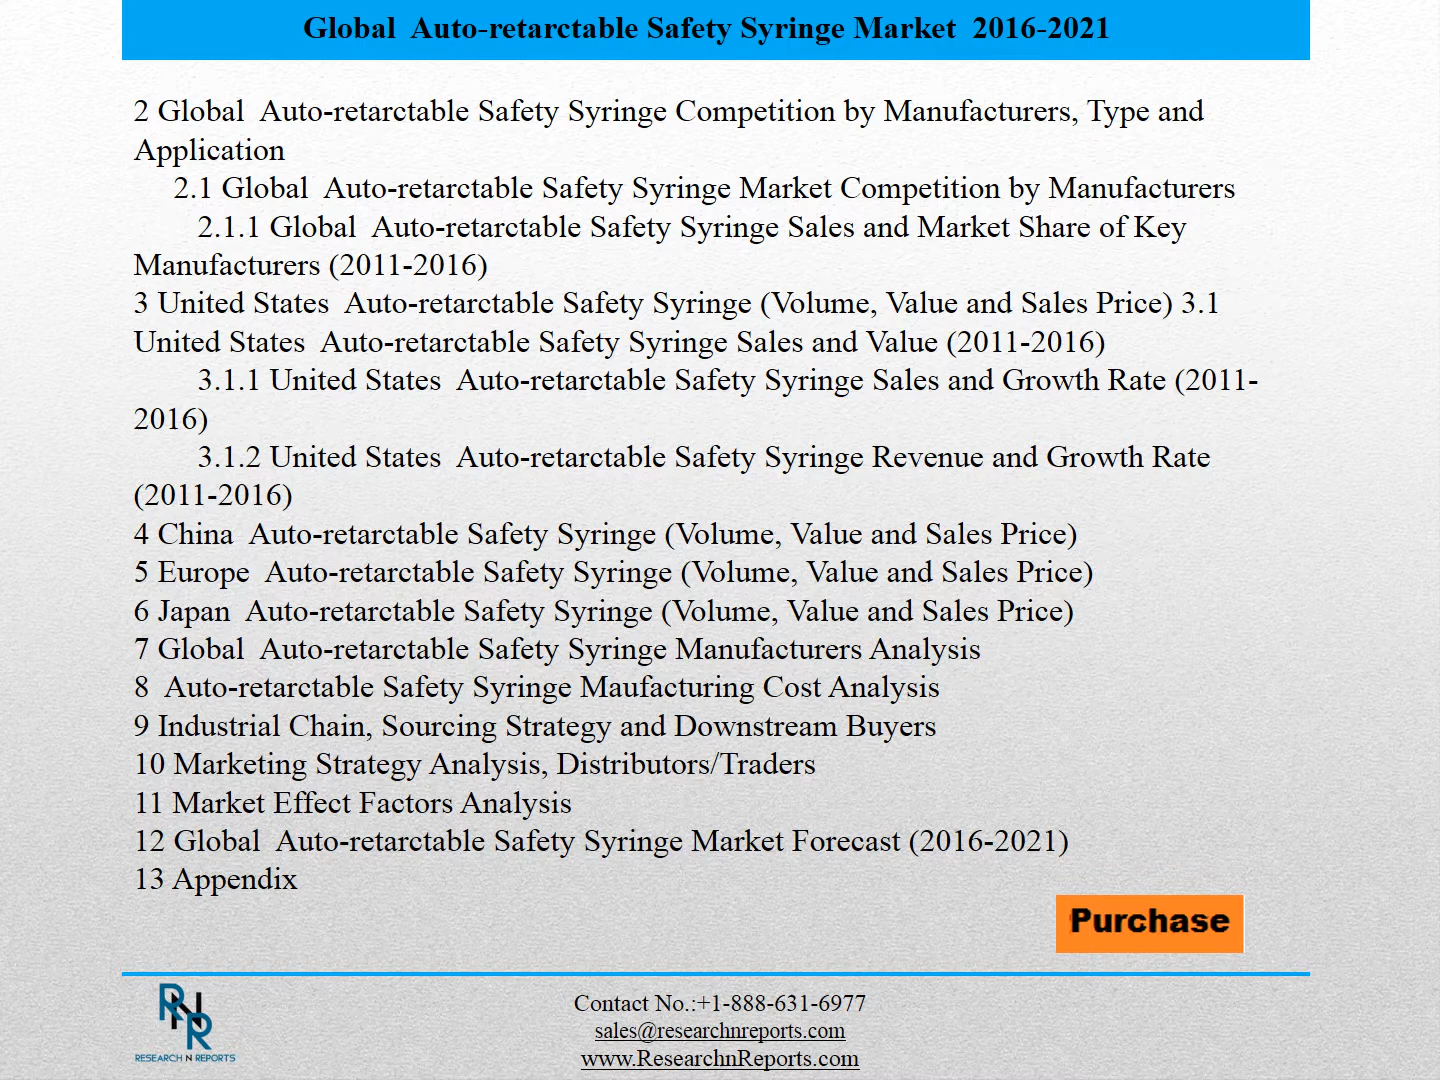 Global  Auto-retarctable Safety Syringe Market  2016-2021
2 Global  Auto-retarctable Safety Syringe Competition by Manufacturers, Type and
Application
2.1 Global  Auto-retarctable Safety Syringe Market Competition by Manufacturers
2.1.1 Global  Auto-retarctable Safety Syringe Sales and Market Share of Key
Manufacturers (2011-2016)
3 United States  Auto-retarctable Safety Syringe (Volume, Value and Sales Price) 3.1
United States  Auto-retarctable Safety Syringe Sales and Value (2011-2016)
3.1.1 United States  Auto-retarctable Safety Syringe Sales and Growth Rate (2011-
2016)
3.1.2 United States  Auto-retarctable Safety Syringe Revenue and Growth Rate
(2011-2016)
4 China  Auto-retarctable Safety Syringe (Volume, Value and Sales Price)
5 Europe  Auto-retarctable Safety Syringe (Volume, Value and Sales Price)
6 Japan  Auto-retarctable Safety Syringe (Volume, Value and Sales Price)
7 Global  Auto-retarctable Safety Syringe Manufacturers Analysis
8  Auto-retarctable Safety Syringe Maufacturing Cost Analysis
9 Industrial Chain, Sourcing Strategy and Downstream Buyers
10 Marketing Strategy Analysis, Distributors/Traders
11 Market Effect Factors Analysis
12 Global  Auto-retarctable Safety Syringe Market Forecast (2016-2021)
13 Appendix
Purchase
RNR
RESEARCH N REPORTS
Contact No.:+1-888-631-6977
sales@researchnreports.com
www.ResearchnReports.com